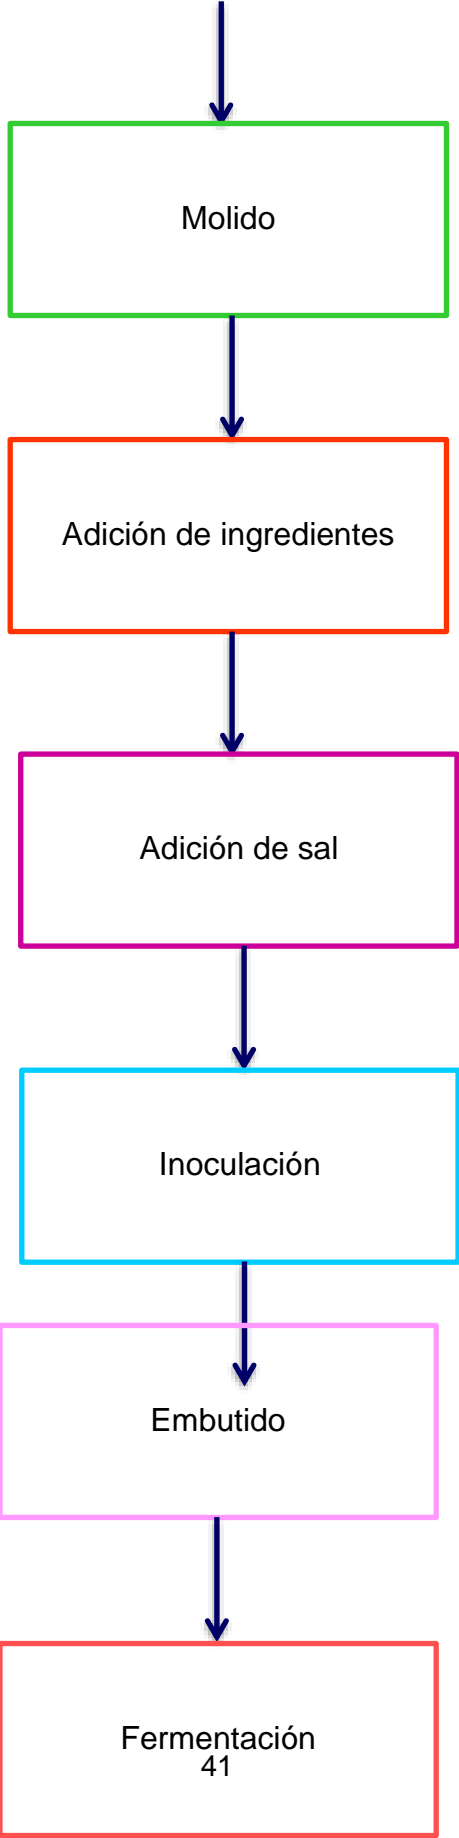 Molido
Adición de ingredientes
Adición de sal
Inoculación
Embutido
Fermentación
41